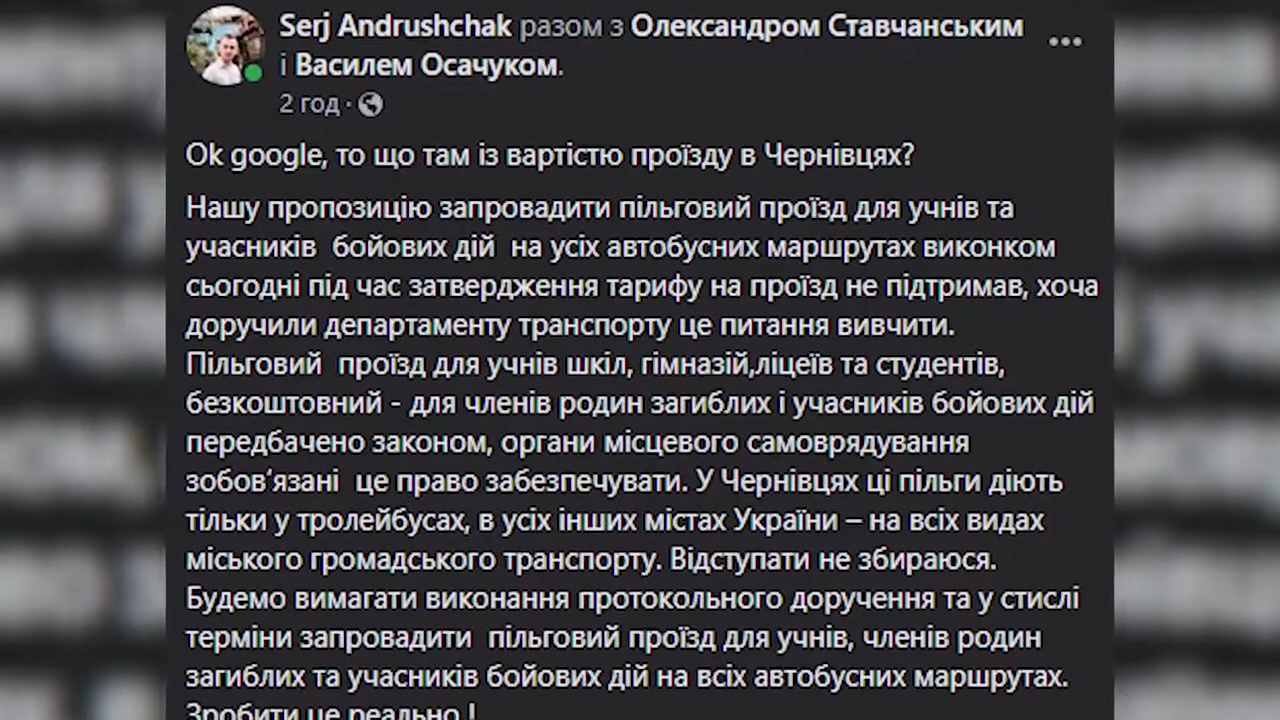 Serj Andrushchak разом з Олександром Ставчанським
і Василем Осачуком.
2 год ·
Ok google, то що там із вартістю проїзду в Чернівцях?
Нашу пропозицію запровадити пільговий проїзд для учнів та
учасників  бойових дій  на усіх автобусних маршрутах виконком
сьогодні під час затвердження тарифу на проїзд не підтримав, хоча
доручили департаменту транспорту це питання вивчити.
Пільговий  проїзд для учнів шкіл, гімназій,ліцеїв та студентів,
безкоштовний - для членів родин загиблих і учасників бойових дій
передбачено законом, органи місцевого самоврядування
зобов‘язані  це право забезпечувати. У Чернівцях ці пільги діють
тільки у тролейбусах, в усіх інших містах України – на всіх видах
міського громадського транспорту. Відступати не збираюся.
Будемо вимагати виконання протокольного доручення та у стислі
терміни запровадити  пільговий проїзд для учнів, членів родин
загиблих та учасників бойових дій на всіх автобусних маршрутах.
Зробити це реально !